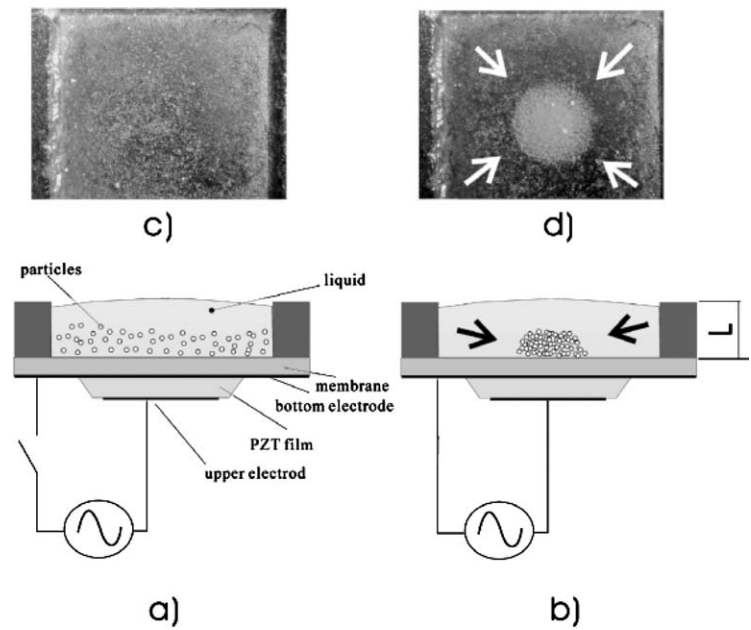 c)
d)
particles
liquid
L
membrane
bottom electrode
PZT film
upper electrod
a)
b)